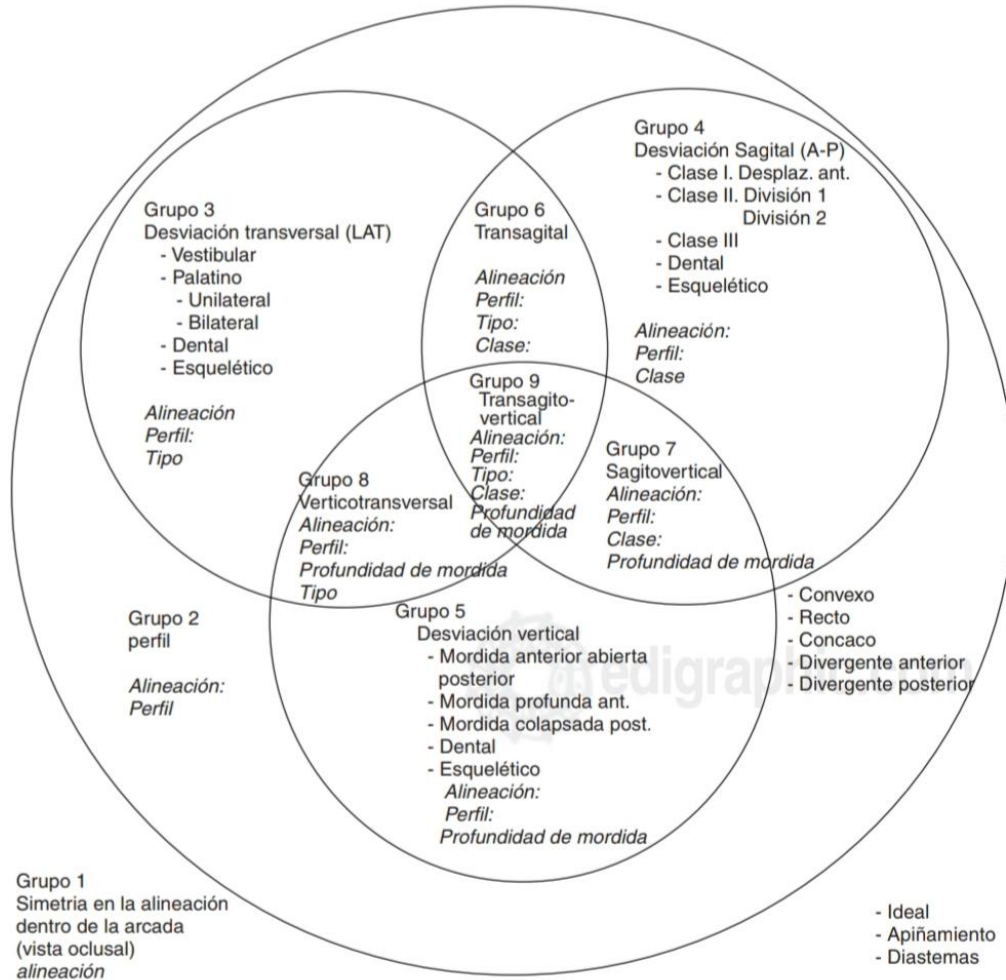 Grupo 4
Desviación Sagital (A-P)
- Clase I. Desplaz. ant.
- Clase II. División 1
División 2
- Clase III
- Dental
- Esquelético
Alineación:
Perfil:
Clase
Grupo 3
Desviación transversal (LAT)
- Vestibular
- Palatino
- Unilateral
- Bilateral
- Dental
- Esquelético
Alineación
Perfil:
Tipo
Grupo 6
Transagital
Alineación
Perfil:
Tipo:
Clase:
Grupo 9
Transagito-
vertical
Alineación:
Perfil:
Tipo:
Clase:
Profundidad
de mordida
Grupo 7
Sagitovertical
Alineación:
Perfil:
Clase:
Profundidad de mordida
Grupo 8
Verticotransversal
Alineación:
Perfil:
Profundidad de mordida
Tipo
Grupo 2
perfil
Alineación:
Perfil
Grupo 5
Desviación vertical
- Mordida anterior abierta
posterior
- Mordida profunda ant.
- Mordida colapsada post.
- Dental
- Esquelético
Alineación:
Perfil:
Profundidad de mordida
- Convexo
- Recto
- Concaco
- Divergente anterior
- Divergente posterior
edigraphic.com
Grupo 1
Simetria en la alineación
dentro de la arcada
(vista oclusal)
alineación
- Ideal
- Apiñamiento
- Diastemas